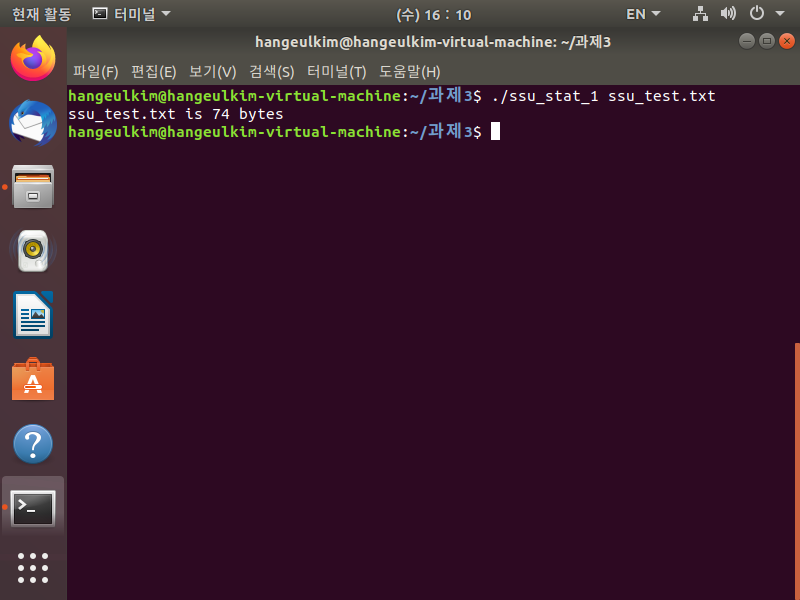 현재 활동 터미널 (수) 16 : 10 EN
hangeulkim@hangeulkim-virtual-machine: ~/과제3
파일(F) 편집(E) 보기(V) 검색(S) 터미널(T) 도움말(H)
hangeulkim@hangeulkim-virtual-machine:~/과제3$ ./ssu_stat_1 ssu_test.txt
ssu_test.txt is 74 bytes
hangeulkim@hangeulkim-virtual-machine:~/과제3$